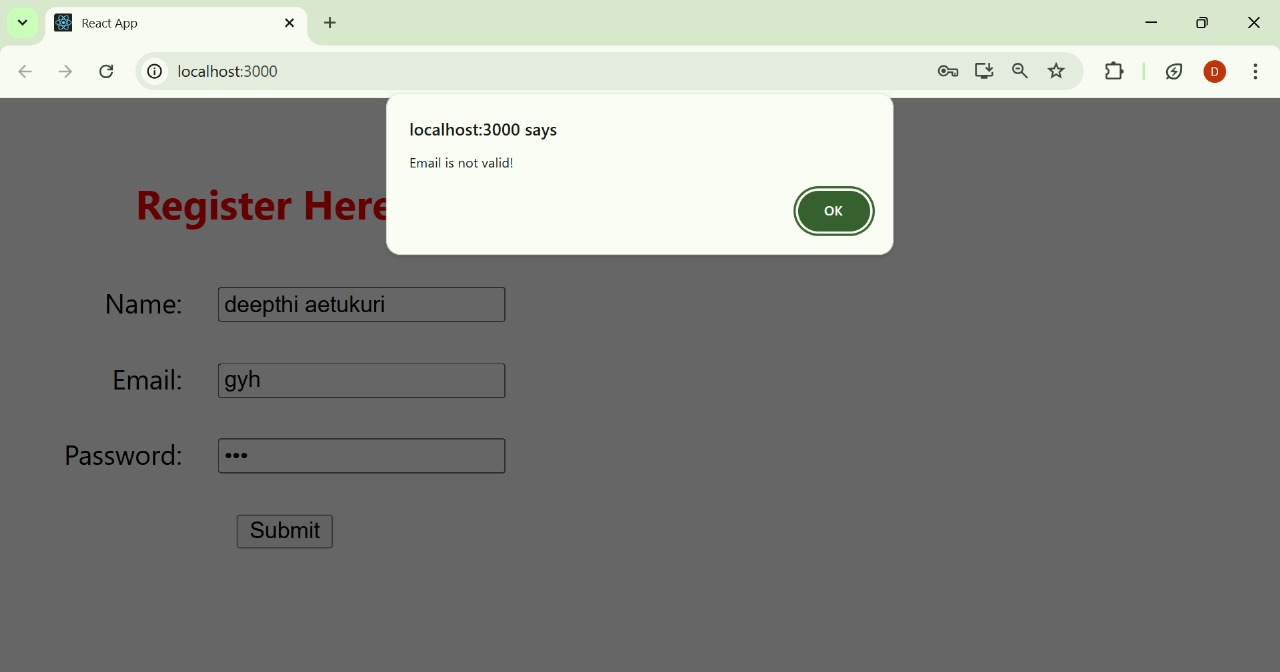 React App
localhost:3000
D
localhost:3000 says
Email is not valid!
OK
Register Here
Name: deepthi aetukuri
Email: gyh
Password: •••
Submit